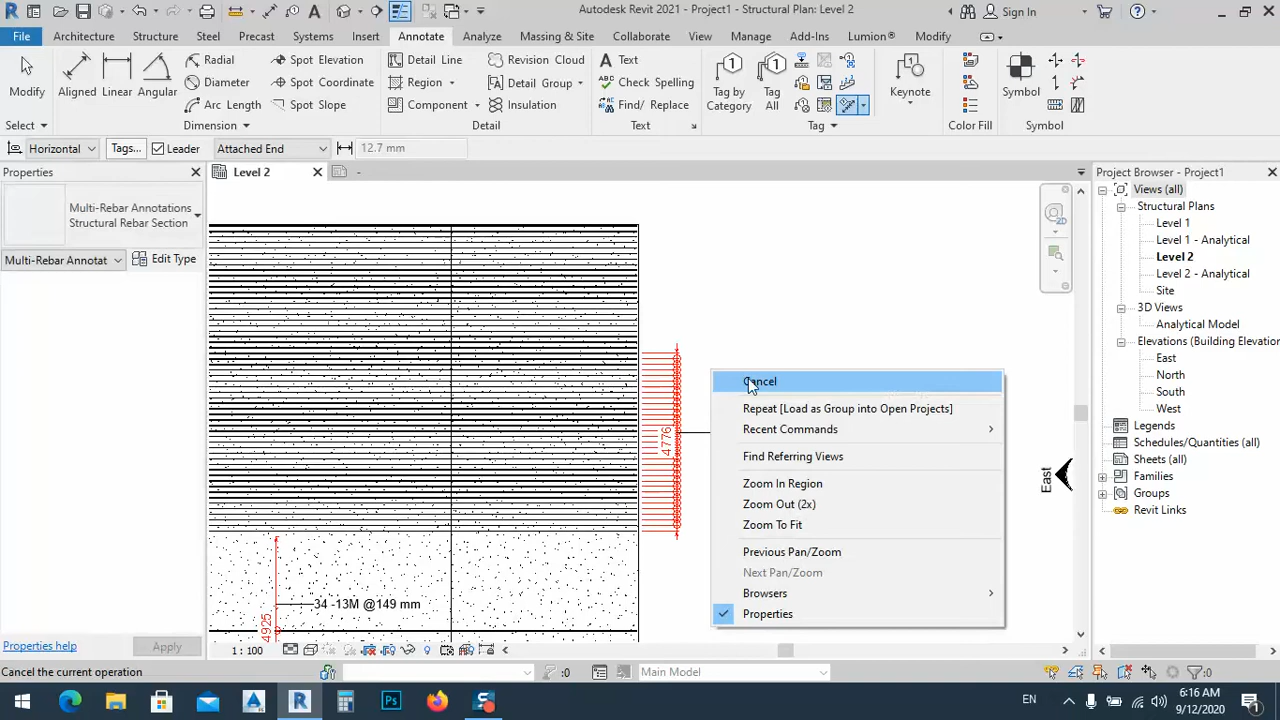 Autodesk Revit 2021 - Project1 - Structural Plan: Level 2
Sign In
File
Architecture
Structure
Steel
Precast
Systems
Insert
Annotate
Analyze
Massing & Site
Collaborate
View
Manage
Add-Ins
Lumion®
Modify
Modify
Aligned
Linear
Angular
Radial
Diameter
Arc Length
Spot Elevation
Spot Coordinate
Spot Slope
Detail Line
Region
Component
Revision Cloud
Detail Group
Insulation
Text
Check Spelling
Find/ Replace
Tag by Category
Tag All
Keynote
Symbol
Select
Dimension
Detail
Text
Tag
Color Fill
Symbol
Horizontal
Tags...
Leader
Attached End
12.7 mm
Properties
Level 2
Project Browser - Project1
Multi-Rebar Annotations
Structural Rebar Section
Multi-Rebar Annotat
Edit Type
Views (all)
Structural Plans
Level 1
Level 1 - Analytical
Level 2
Level 2 - Analytical
Site
3D Views
Analytical Model
Elevations (Building Elevation
East
North
South
West
Legends
Schedules/Quantities (all)
Sheets (all)
Families
Groups
Revit Links
2D
4776
4925
34 -13M @149 mm
East
Cancel
Repeat [Load as Group into Open Projects]
Recent Commands
Find Referring Views
Zoom In Region
Zoom Out (2x)
Zoom To Fit
Previous Pan/Zoom
Next Pan/Zoom
Browsers
Properties
Properties help
Apply
1 : 100
Cancel the current operation
:0
Main Model
:0
EN
6:16 AM
9/12/2020